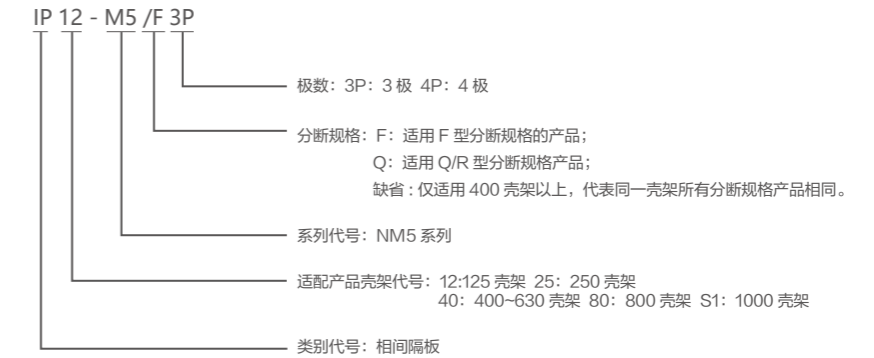 IP 12 - M5 /F 3P
极数：3P：3 极 4P：4 极
分断规格：F：适用 F 型分断规格的产品；
Q：适用 Q/R 型分断规格产品；
缺省 : 仅适用 400 壳架以上，代表同一壳架所有分断规格产品相同。
系列代号：NM5 系列
适配产品壳架代号：12:125 壳架 25：250 壳架
40：400~630 壳架 80：800 壳架 S1：1000 壳架
类别代号：相间隔板